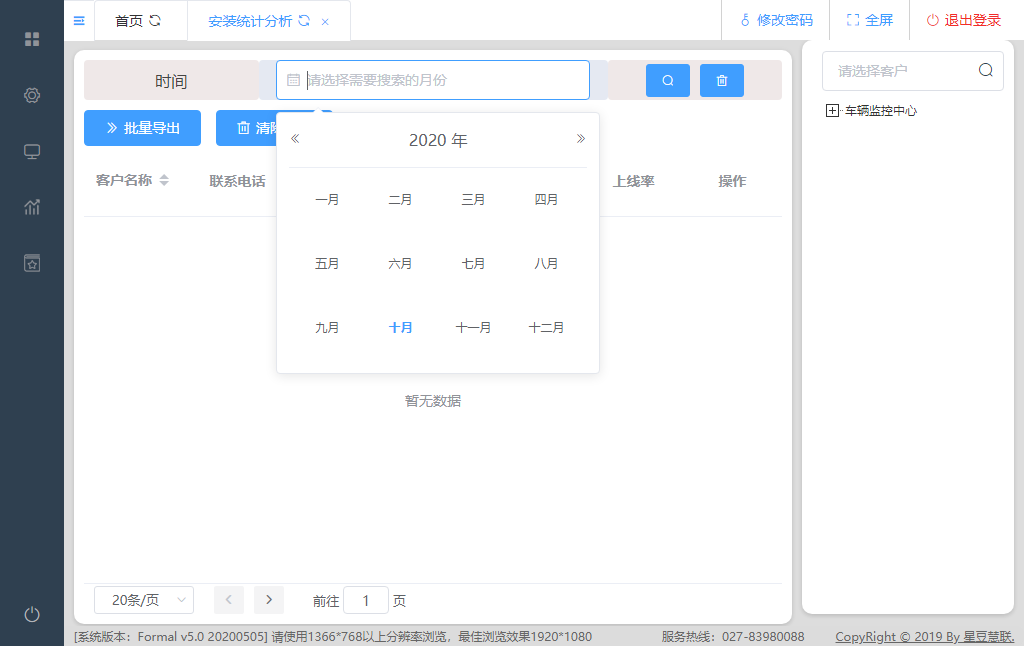 首页
安装统计分析
修改密码
全屏
退出登录
时间
请选择需要搜索的月份
请选择客户
批量导出
清除
车辆监控中心
2020 年
客户名称
联系电话
上线率
操作
一月
二月
三月
四月
五月
六月
七月
八月
九月
十月
十一月
十二月
暂无数据
20条/页
前往
1
页
[系统版本：Formal v5.0 20200505] 请使用1366*768以上分辨率浏览，最佳浏览效果1920*1080
服务热线：027-83980088
CopyRight © 2019 By 星豆慧联.